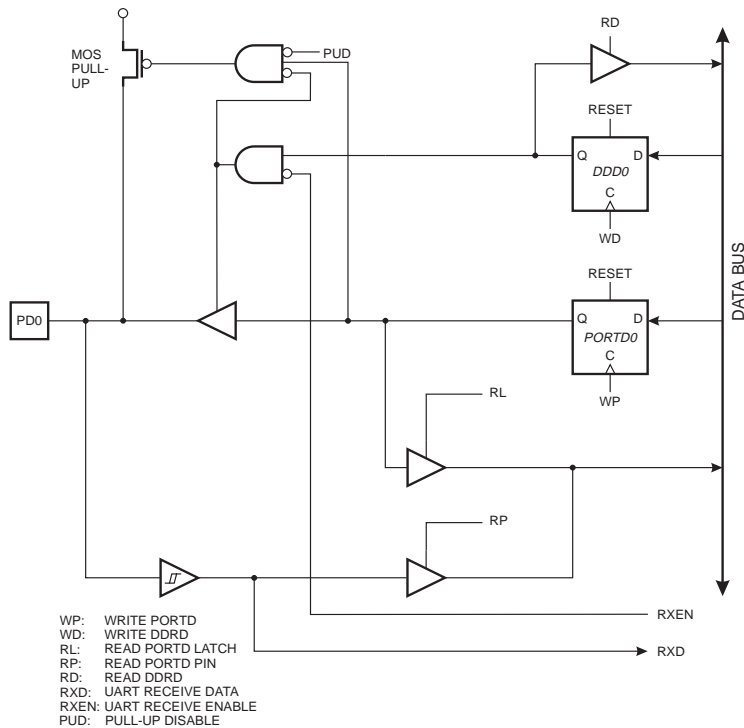 RD
MOS
PULL-
UP
PUD
RESET
Q D
DDD0
C
WD
DATA BUS
RESET
PD0
Q D
PORTD0
C
WP
RL
RP
RXEN
RXD
WP: WRITE PORTD
WD: WRITE DDRD
RL: READ PORTD LATCH
RP: READ PORTD PIN
RD: READ DDRD
RXD: UART RECEIVE DATA
RXEN: UART RECEIVE ENABLE
PUD: PULL-UP DISABLE